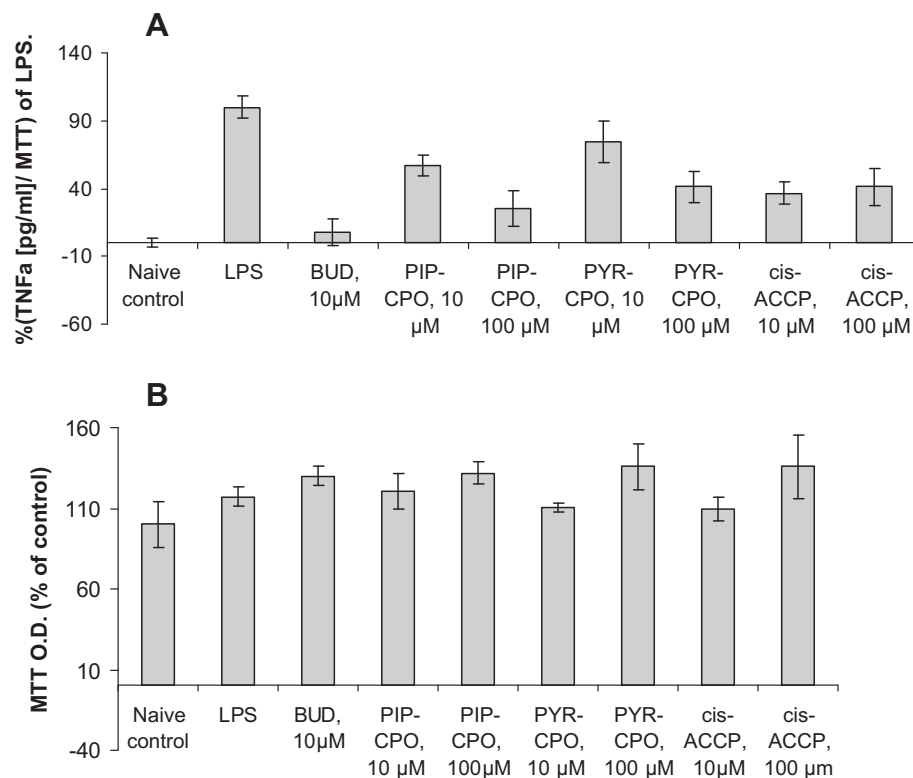 A
%(TNFa [pg/ml]/ MTT) of LPS.
140
90
40
-10
-60
Naive
control
LPS
BUD,
10µM
PIP-
CPO, 10
µM
PIP-
CPO,
100 µM
PYR-
CPO, 10
µM
PYR-
CPO,
100 µM
cis-
ACCP,
10 µM
cis-
ACCP,
100 µM
B
MTT O.D. (% of control)
160
110
60
10
-40
Naive
control
LPS
BUD,
10µM
PIP-
CPO,
10 µM
PIP-
CPO,
100µM
PYR-
CPO,
10 µM
PYR-
CPO,
100 µM
cis-
ACCP,
10µM
cis-
ACCP,
100 µm